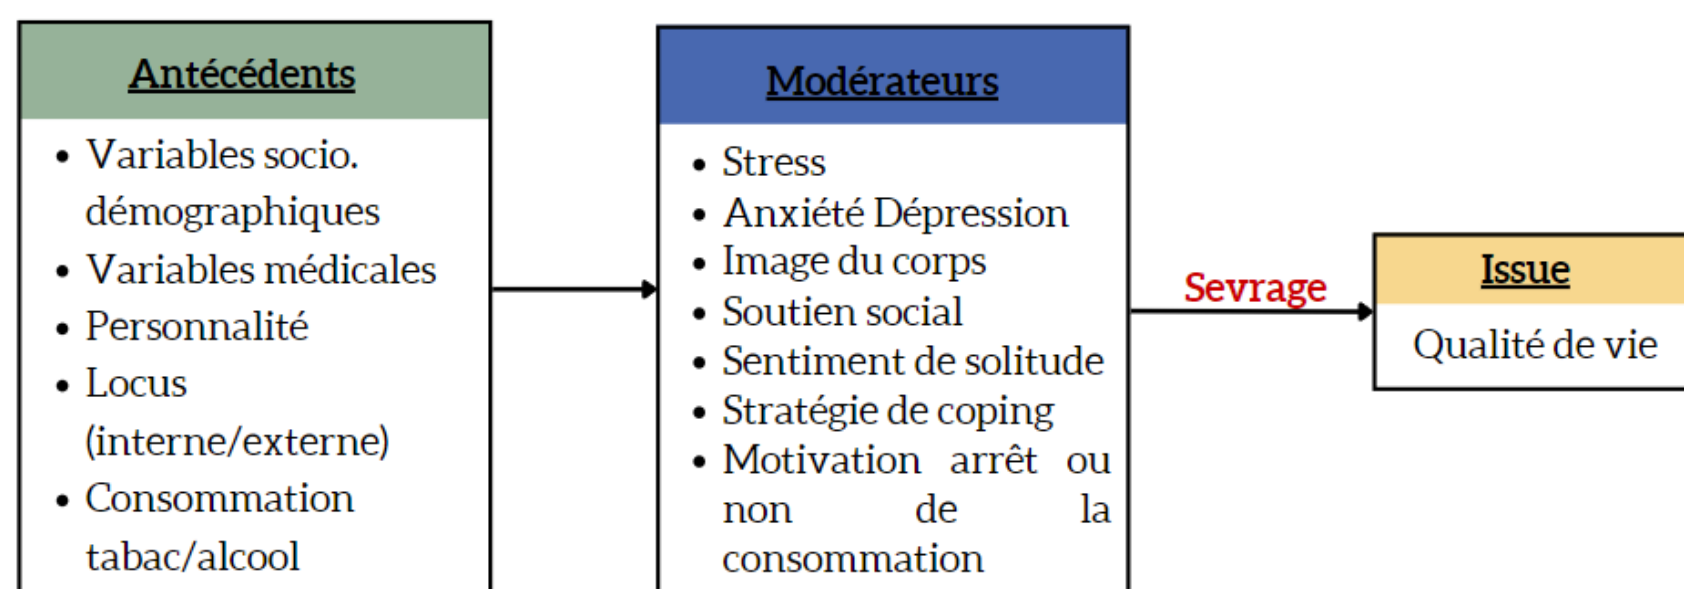 Antécédents
• Variables socio.
démographiques
• Variables médicales
• Personnalité
• Locus
(interne/externe)
• Consommation
tabac/alcool
Modérateurs
• Stress
• Anxiété Dépression
• Image du corps
• Soutien social
• Sentiment de solitude
• Stratégie de coping
• Motivation arrêt ou
non de la
consommation
Sevrage
Issue
Qualité de vie